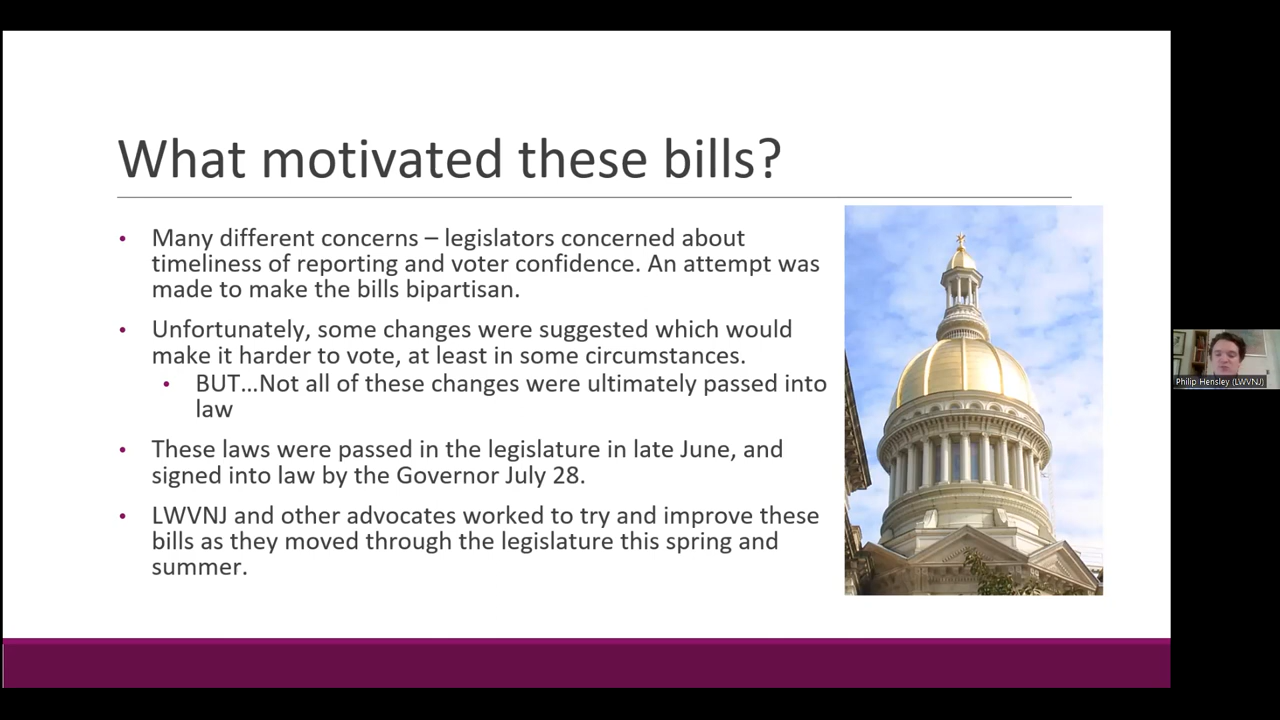 What motivated these bills?
• Many different concerns – legislators concerned about
timeliness of reporting and voter confidence. An attempt was
made to make the bills bipartisan.
• Unfortunately, some changes were suggested which would
make it harder to vote, at least in some circumstances.
• BUT...Not all of these changes were ultimately passed into
law
• These laws were passed in the legislature in late June, and
signed into law by the Governor July 28.
• LWVNJ and other advocates worked to try and improve these
bills as they moved through the legislature this spring and
summer.
Philip Hensley (LWVNJ)